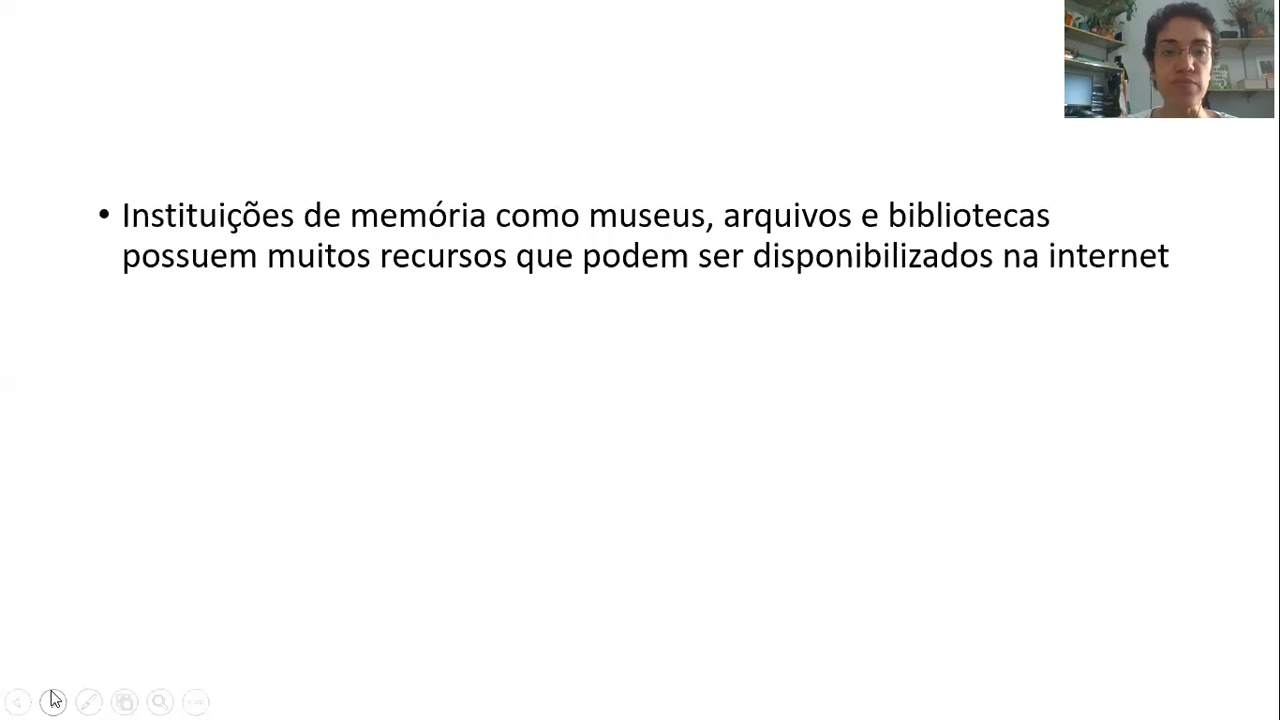 • Instituições de memória como museus, arquivos e bibliotecas
possuem muitos recursos que podem ser disponibilizados na internet